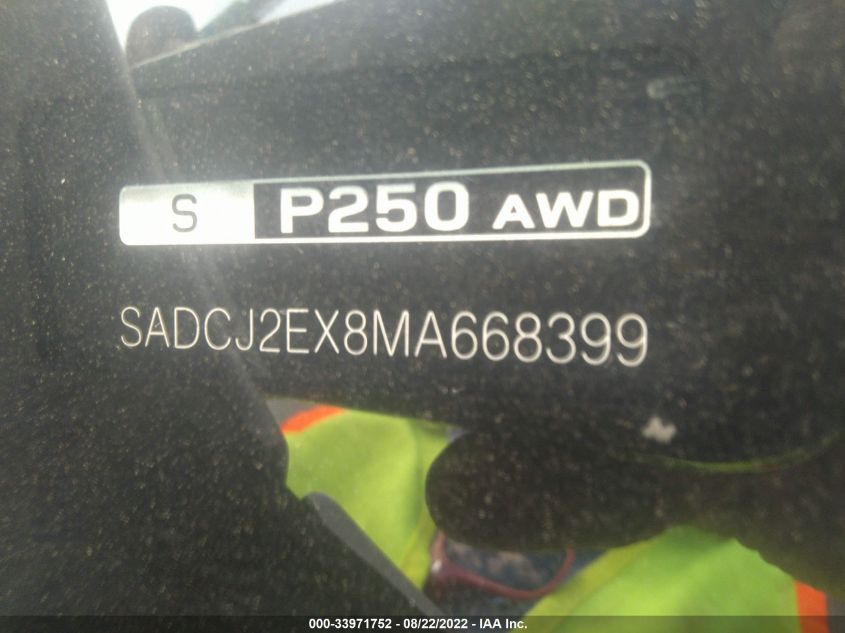 S P250 AWD
SADCJ2EX8MA668399
000-33971752 - 08/22/2022 - IAA Inc.